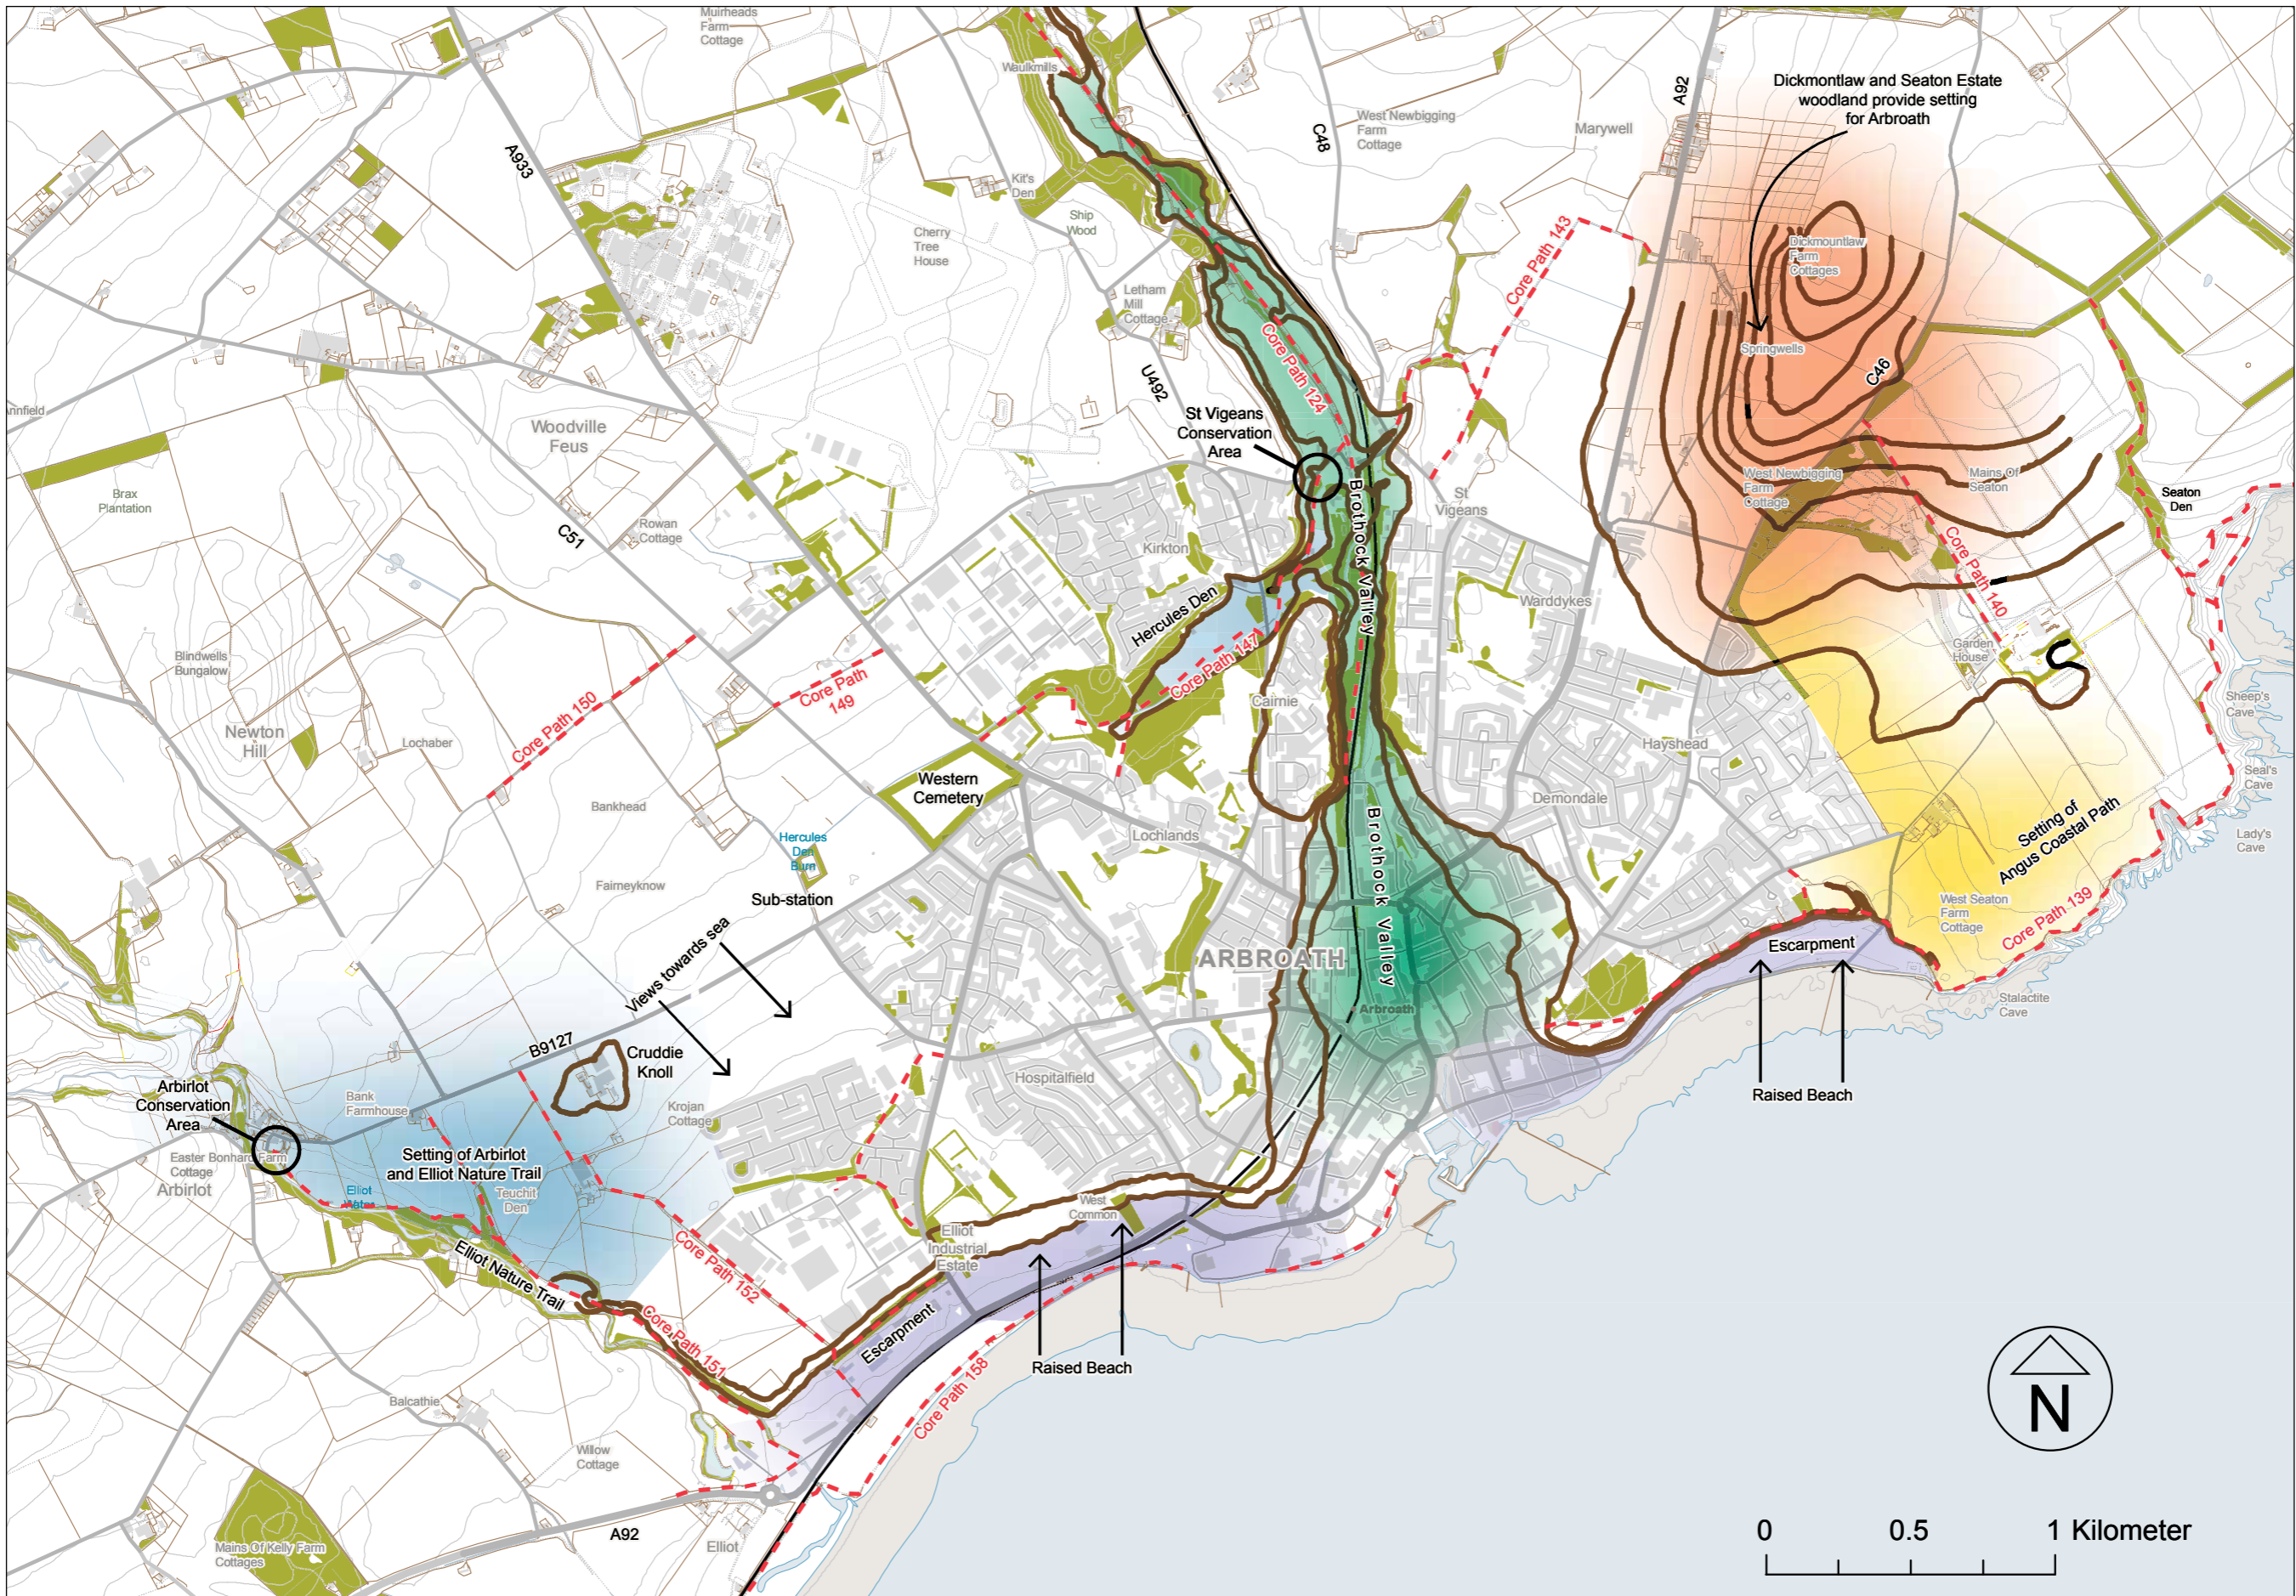 Muirheads
Farm
Cottage
Waulkmills
A933
C48
West Newbigging
Farm
Cottage
Marywell
A92
Dickmontlaw and Seaton Estate
woodland provide setting
for Arbroath
Kit's
Den
Ship
Wood
Cherry
Tree
House
Core Path 143
Dickmountlaw
Farm
Cottages
Letham
Mill
Cottage
Core Path 124
Springwells
C46
U492
nnfield
Woodville
Feus
St Vigeans
Conservation
Area
Brax
Plantation
C51
Rowan
Cottage
Brothock Valley
St
Vigeans
West Newbigging
Farm
Cottage
Mains Of
Seaton
Seaton
Den
Kirkton
Hercules Den
Warddykes
Core Path 140
Blindwells
Bungalow
Core Path 147
Core Path
149
Core Path 150
Cairnie
Garden
House
Sheep's
Cave
Newton
Hill
Lochaber
Hayshead
Western
Cemetery
Seal's
Cave
Bankhead
Demondale
Setting of
Angus Coastal Path
Lady's
Cave
Hercules
Den
Burn
Lochlands
Brothock Valley
Fairneyknow
Sub-station
West Seaton
Farm
Cottage
Core Path 139
Views towards sea
ARBROATH
Escarpment
Stalactite
Cave
Arbroath
B9127
Cruddie
Knoll
Hospitalfield
Arbirlot
Conservation
Area
Bank
Farmhouse
Krojan
Cottage
Raised Beach
Easter Bonhard Farm
Cottage
Arbirlot
Setting of Arbirlot
and Elliot Nature Trail
Elliot
Water
Teuchit
Den
West
Common
Elliot Nature Trail
Core Path 152
Elliot
Industrial
Estate
Core Path 151
Escarpment
Raised Beach
Core Path 158
Balcathie
Willow
Cottage
N
A92
Elliot
Mains Of Kelly Farm
Cottages
0 0.5 1 Kilometer